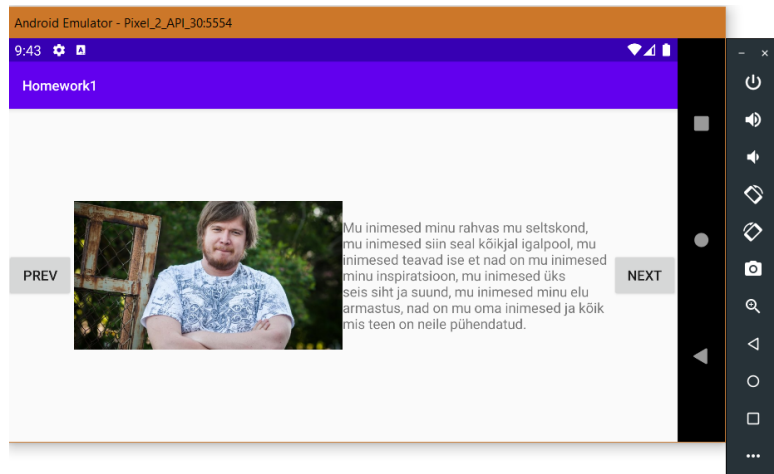 Android Emulator - Pixel_2_API_30:5554
9:43
Homework1
PREV
Mu inimesed minu rahvas mu seltskond,
mu inimesed siin seal kõikjal igalpool, mu
inimesed teavad ise et nad on mu inimesed
minu inspiratsioon, mu inimesed üks
seis siht ja suund, mu inimesed minu elu
armastus, nad on mu oma inimesed ja kõik
mis teen on neile pühendatud.
NEXT